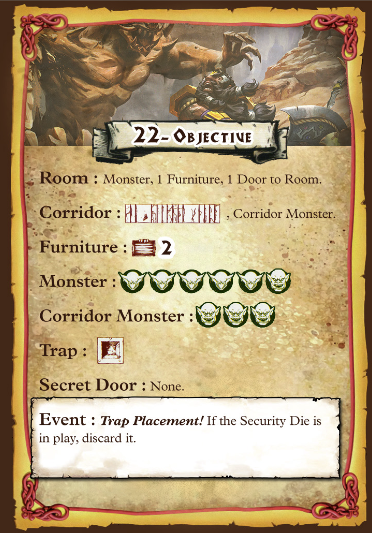 22- Objective
Room : Monster, 1 Furniture, 1 Door to Room.
Corridor : , Corridor Monster.
Furniture : 2
Monster :
Corridor Monster :
Trap :
Secret Door : None.
Event : Trap Placement! If the Security Die is
in play, discard it.